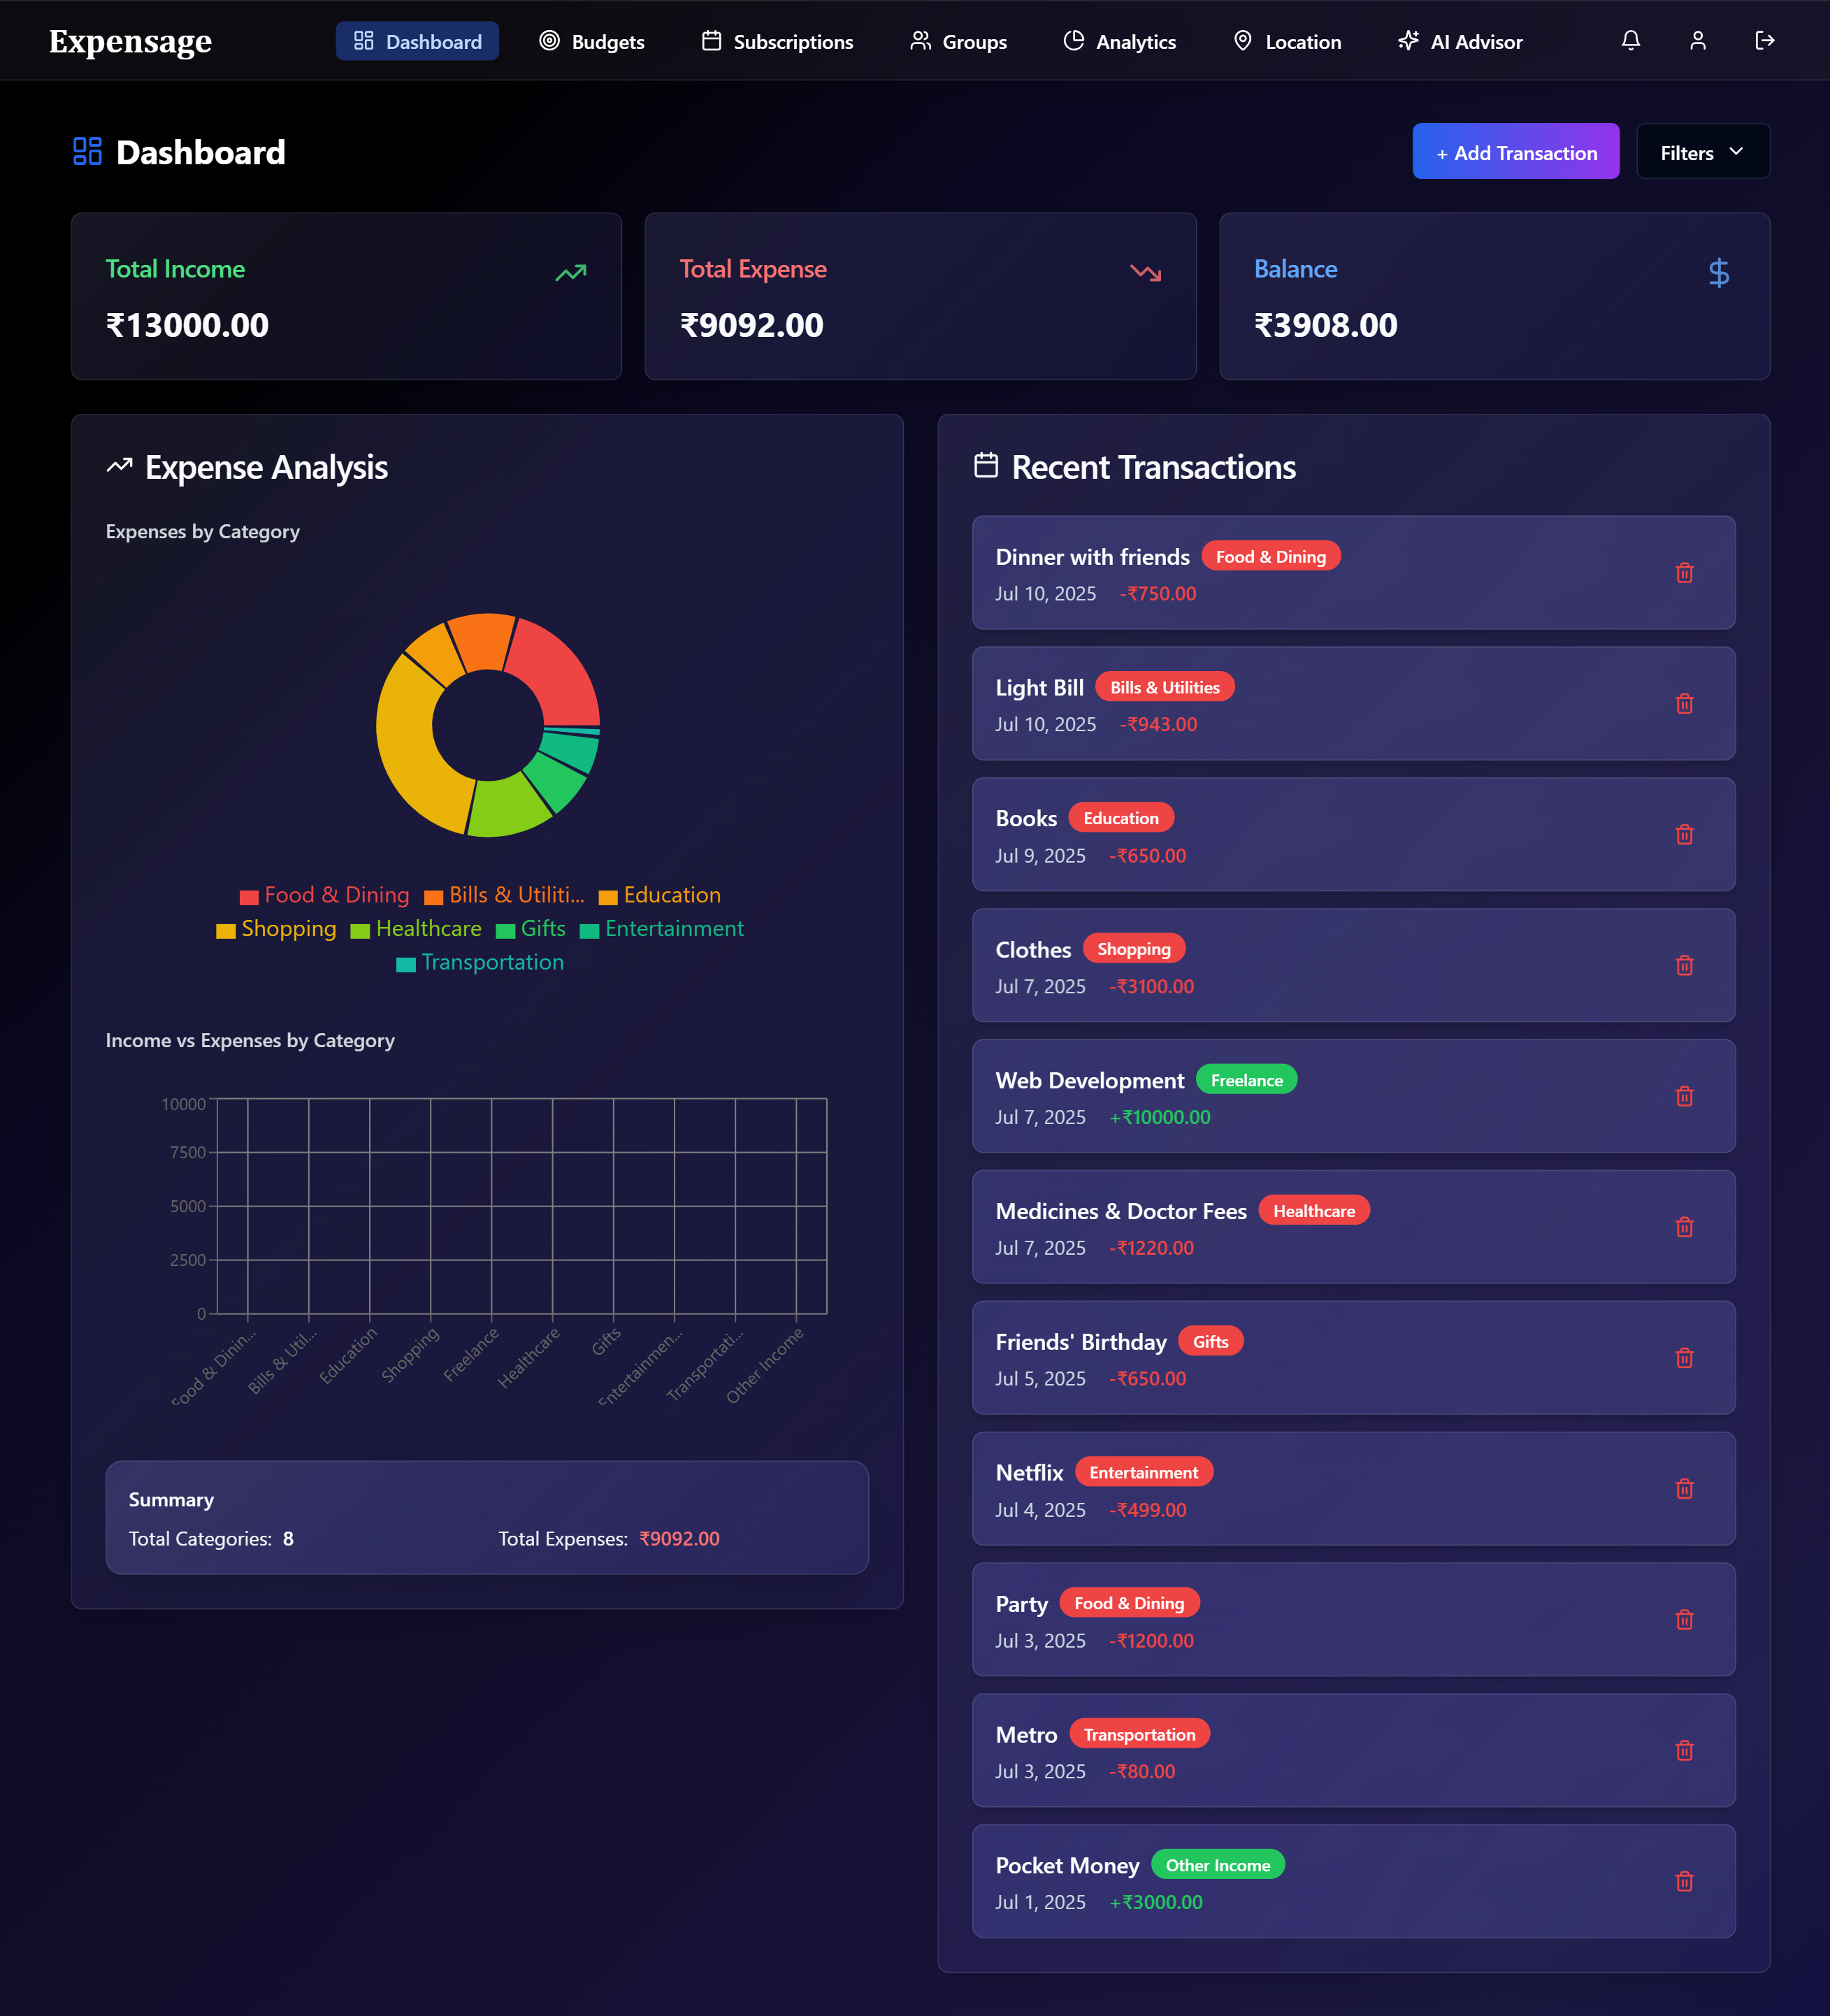 Expensage
Dashboard
Budgets
Subscriptions
Groups
Analytics
Location
AI Advisor
Dashboard
+ Add Transaction
Filters
Total Income
₹13000.00
Total Expense
₹9092.00
Balance
₹3908.00
Expense Analysis
Expenses by Category
Food & Dining Bills & Utiliti... Education
Shopping Healthcare Gifts Entertainment
Transportation
Income vs Expenses by Category
10000
7500
5000
2500
0
Food & Dinin...
Bills & Util...
Education
Shopping
Freelance
Healthcare
Gifts
Entertainmen...
Transportati...
Other Income
Summary
Total Categories: 8
Total Expenses: ₹9092.00
Recent Transactions
Dinner with friends Food & Dining
Jul 10, 2025 -₹750.00
Light Bill Bills & Utilities
Jul 10, 2025 -₹943.00
Books Education
Jul 9, 2025 -₹650.00
Clothes Shopping
Jul 7, 2025 -₹3100.00
Web Development Freelance
Jul 7, 2025 +₹10000.00
Medicines & Doctor Fees Healthcare
Jul 7, 2025 -₹1220.00
Friends' Birthday Gifts
Jul 5, 2025 -₹650.00
Netflix Entertainment
Jul 4, 2025 -₹499.00
Party Food & Dining
Jul 3, 2025 -₹1200.00
Metro Transportation
Jul 3, 2025 -₹80.00
Pocket Money Other Income
Jul 1, 2025 +₹3000.00